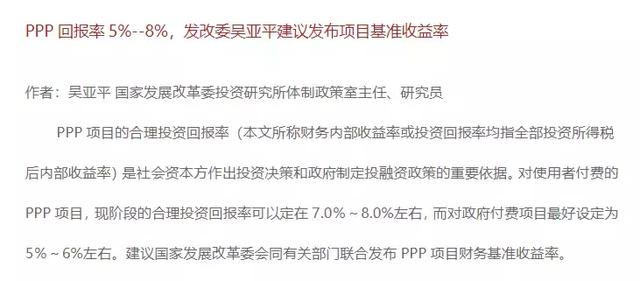 PPP 回报率 5%--8%，发改委吴亚平建议发布项目基准收益率
作者：吴亚平 国家发展改革委投资研究所体制政策室主任、研究员
PPP 项目的合理投资回报率（本文所称财务内部收益率或投资回报率均指全部投资所得税
后内部收益率）是社会资本方作出投资决策和政府制定投融资政策的重要依据。对使用者付费的
PPP 项目，现阶段的合理投资回报率可以定在 7.0%～8.0%左右，而对政府付费项目最好设定为
5%～6%左右。建议国家发展改革委会同有关部门联合发布 PPP 项目财务基准收益率。